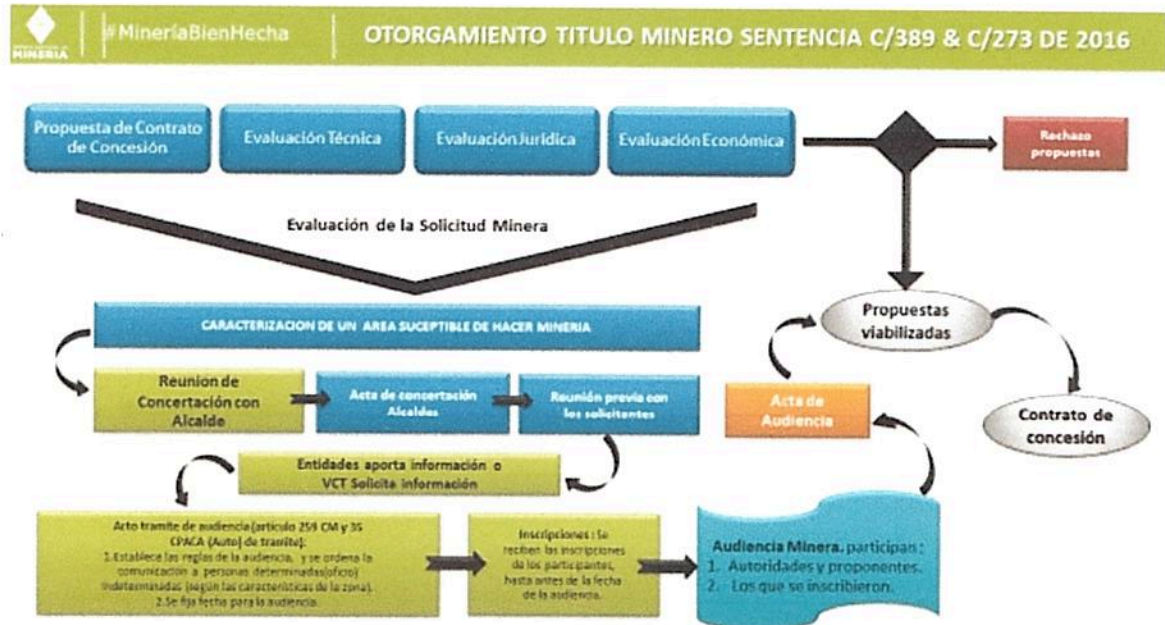 AGENCIA NACIONAL DE
MINERÍA
#MineríaBienHecha
OTORGAMIENTO TITULO MINERO SENTENCIA C/389 & C/273 DE 2016
Propuesta de Contrato
de Concesión
Evaluación Técnica
Evaluación Jurídica
Evaluación Económica
Rechazo
propuestas
Evaluación de la Solicitud Minera
Propuestas
viabilizadas
CARACTERIZACION DE UN AREA SUCEPTIBLE DE HACER MINERIA
Reunion de
Concertación con
Alcalde
Acta de concertación
Alcaldes
Reunión previa con
los solicitantes
Acta de
Audiencia
Contrato de
concesión
Entidades aporta información o
VCT Solicita información
Acto tramite de audiencia (artículo 259 CM y 35
CPACA (Auto) de tramite):
1.Establece las reglas de la audiencia, y se ordena la
comunicación a personas determinadas(oficio)
indeterminadas (según las características de la zona).
2.Se fija fecha para la audiencia.
Inscripciones : Se
reciben las inscripciones
de los participantes,
hasta antes de la fecha
de la audiencia.
Audiencia Minera. participan :
1. Autoridades y proponentes.
2. Los que se inscribieron.